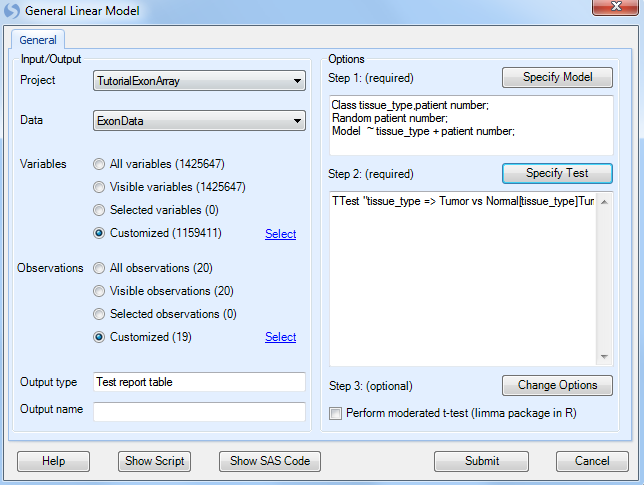 General Linear Model
General
Input/Output
Project
TutorialExonArray
Data
ExonData
Variables
All variables (1425647)
Visible variables (1425647)
Selected variables (0)
Customized (1159411)
Select
Observations
All observations (20)
Visible observations (20)
Selected observations (0)
Customized (19)
Select
Output type
Test report table
Output name
Options
Step 1: (required)
Specify Model
Class tissue_type,patient number;
Random patient number;
Model ~ tissue_type + patient number;
Step 2: (required)
Specify Test
TTest "tissue_type => Tumor vs Normal[tissue_type]Tur
Step 3: (optional)
Change Options
Perform moderated t-test (limma package in R)
Help
Show Script
Show SAS Code
Submit
Cancel